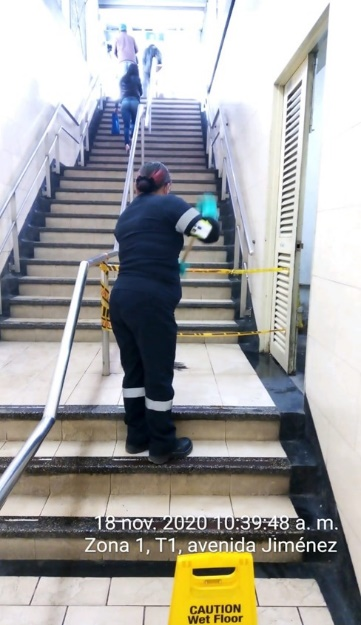 18 nov. 2020 10:39:48 a. m.
Zona 1, T1, avenida Jiménez
CAUTION
Wet Floor